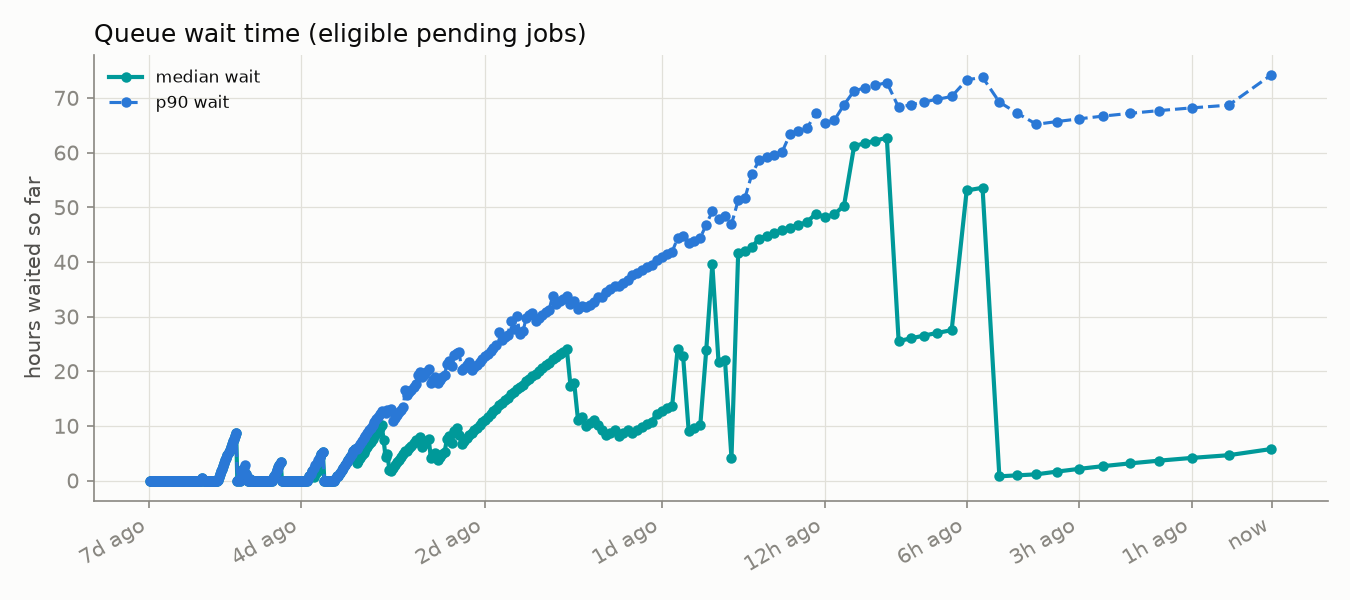 Queue wait time (eligible pending jobs)
median wait
p90 wait
hours waited so far
70
60
50
40
30
20
10
0
7d ago
4d ago
2d ago
1d ago
12h ago
6h ago
3h ago
1h ago
now